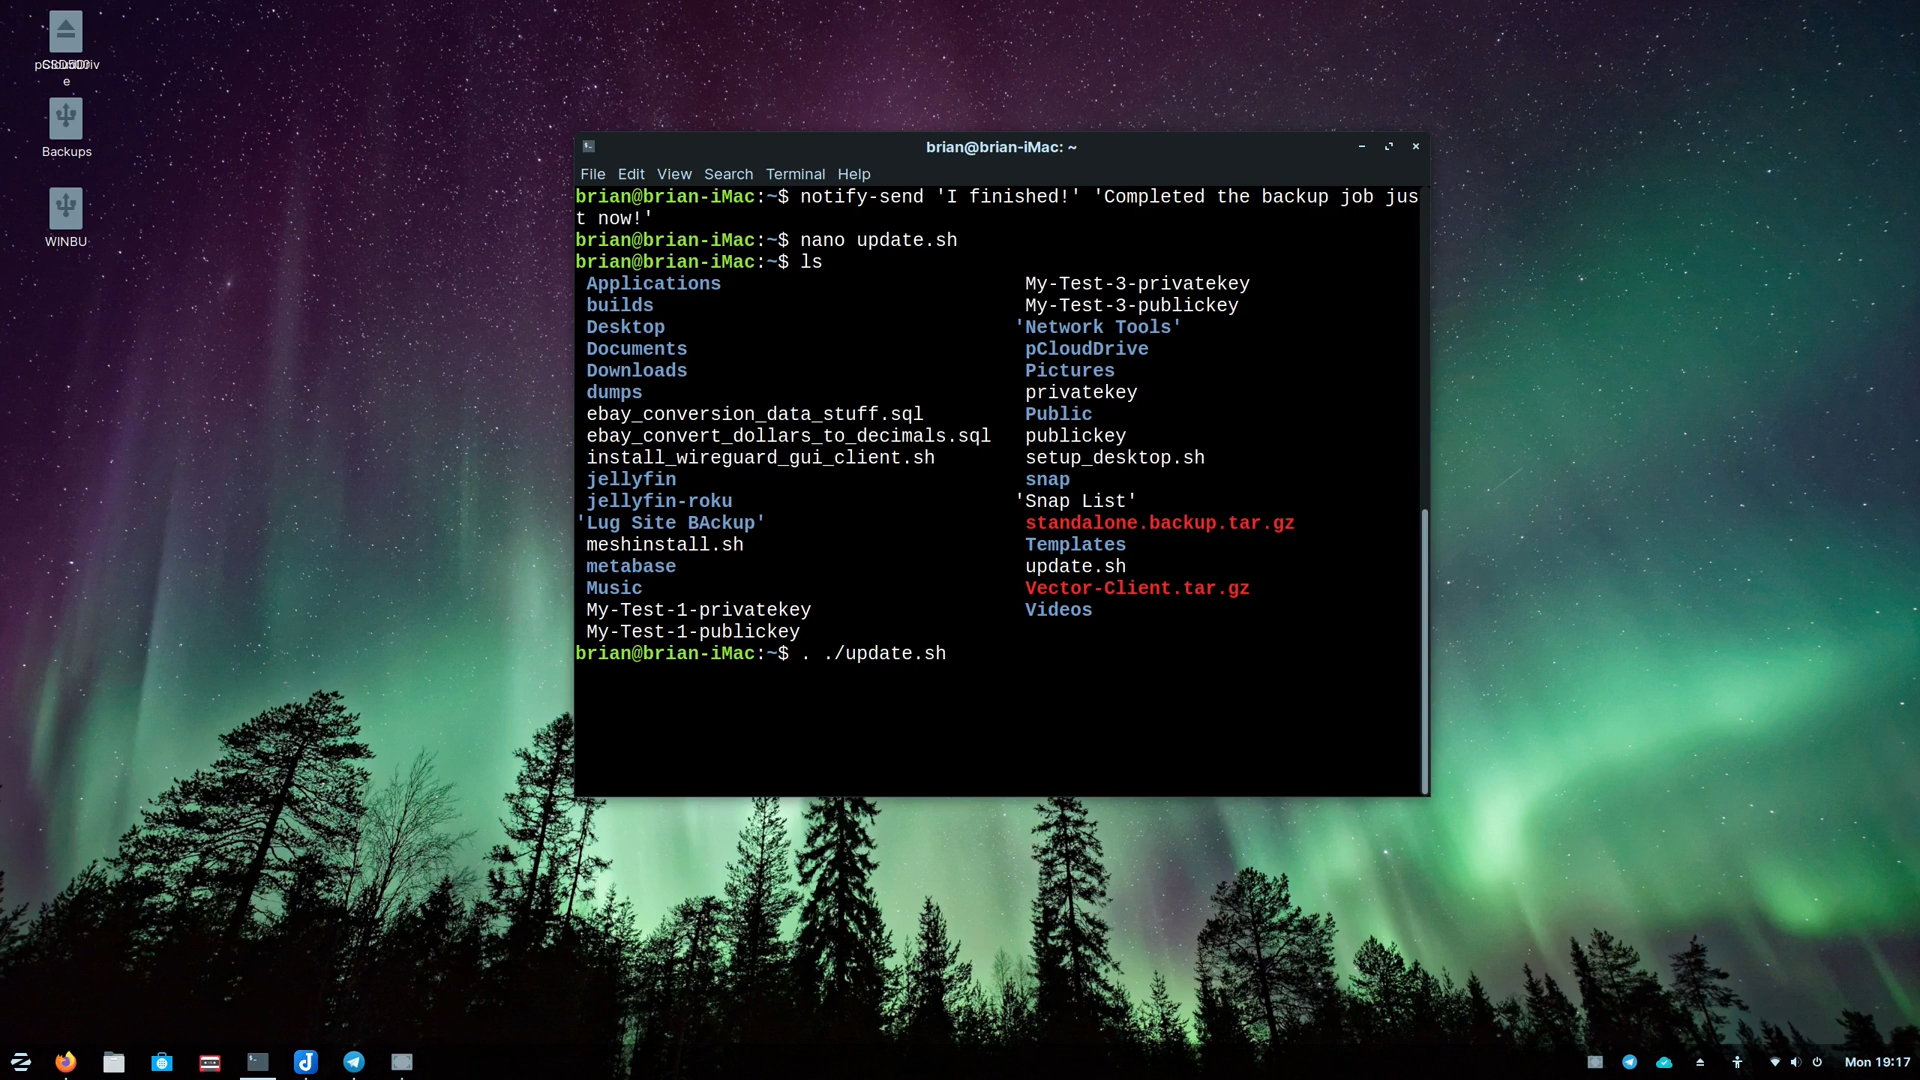 Backups
WINBU
brian@brian-iMac: ~
File Edit View Search Terminal Help
brian@brian-iMac:~$ notify-send 'I finished!' 'Completed the backup job jus
t now!'
brian@brian-iMac:~$ nano update.sh
brian@brian-iMac:~$ ls
Applications My-Test-3-privatekey
builds My-Test-3-publickey
Desktop 'Network Tools'
Documents pCloudDrive
Downloads Pictures
dumps privatekey
ebay_conversion_data_stuff.sql Public
ebay_convert_dollars_to_decimals.sql publickey
install_wireguard_gui_client.sh setup_desktop.sh
jellyfin snap
jellyfin-roku 'Snap List'
'Lug Site BAckup' standalone.backup.tar.gz
meshinstall.sh Templates
metabase update.sh
Music Vector-Client.tar.gz
My-Test-1-privatekey Videos
My-Test-1-publickey
brian@brian-iMac:~$ . ./update.sh
Mon 19:17